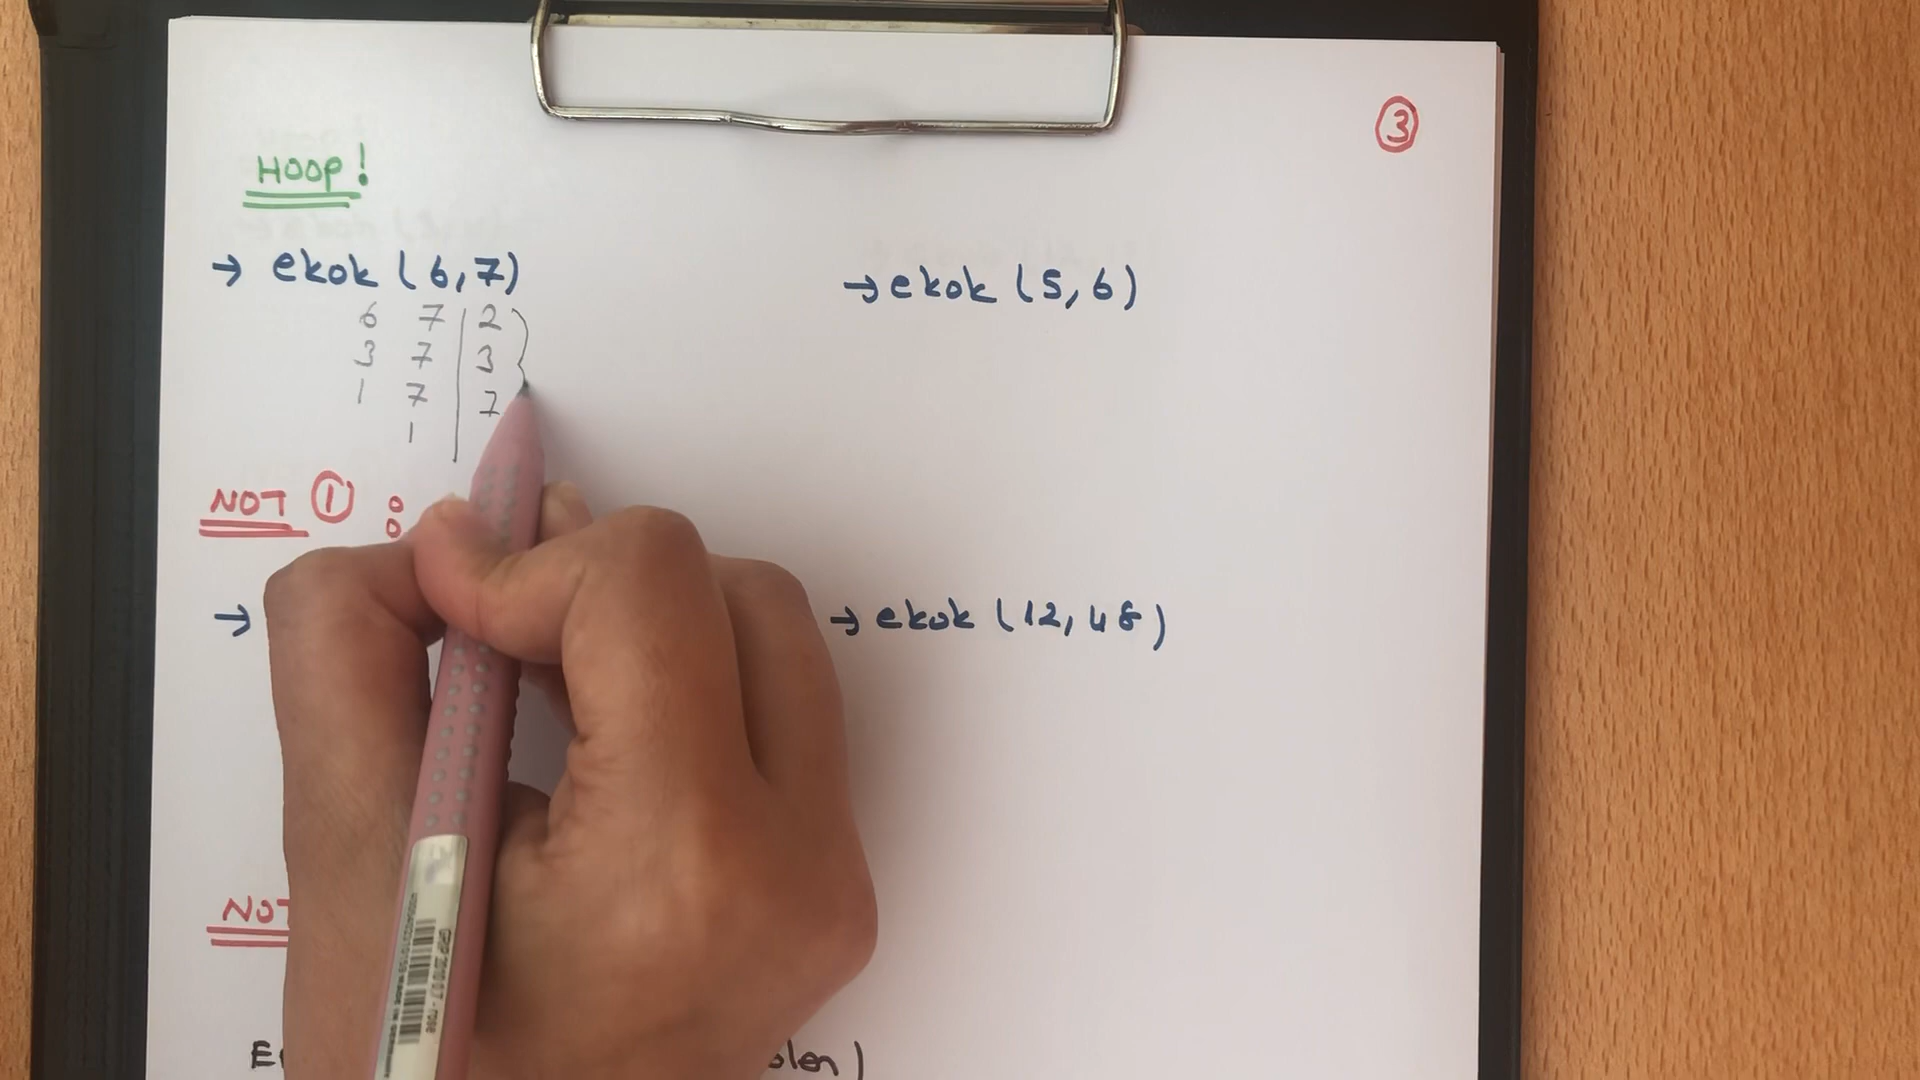 3
HOOP!
→ ekok (6,7)
6 7 | 2
3 7 | 3
1 7 | 7
1
→ ekok (5,6)
NOT 1 :
→
→ ekok (12,48)
NOT